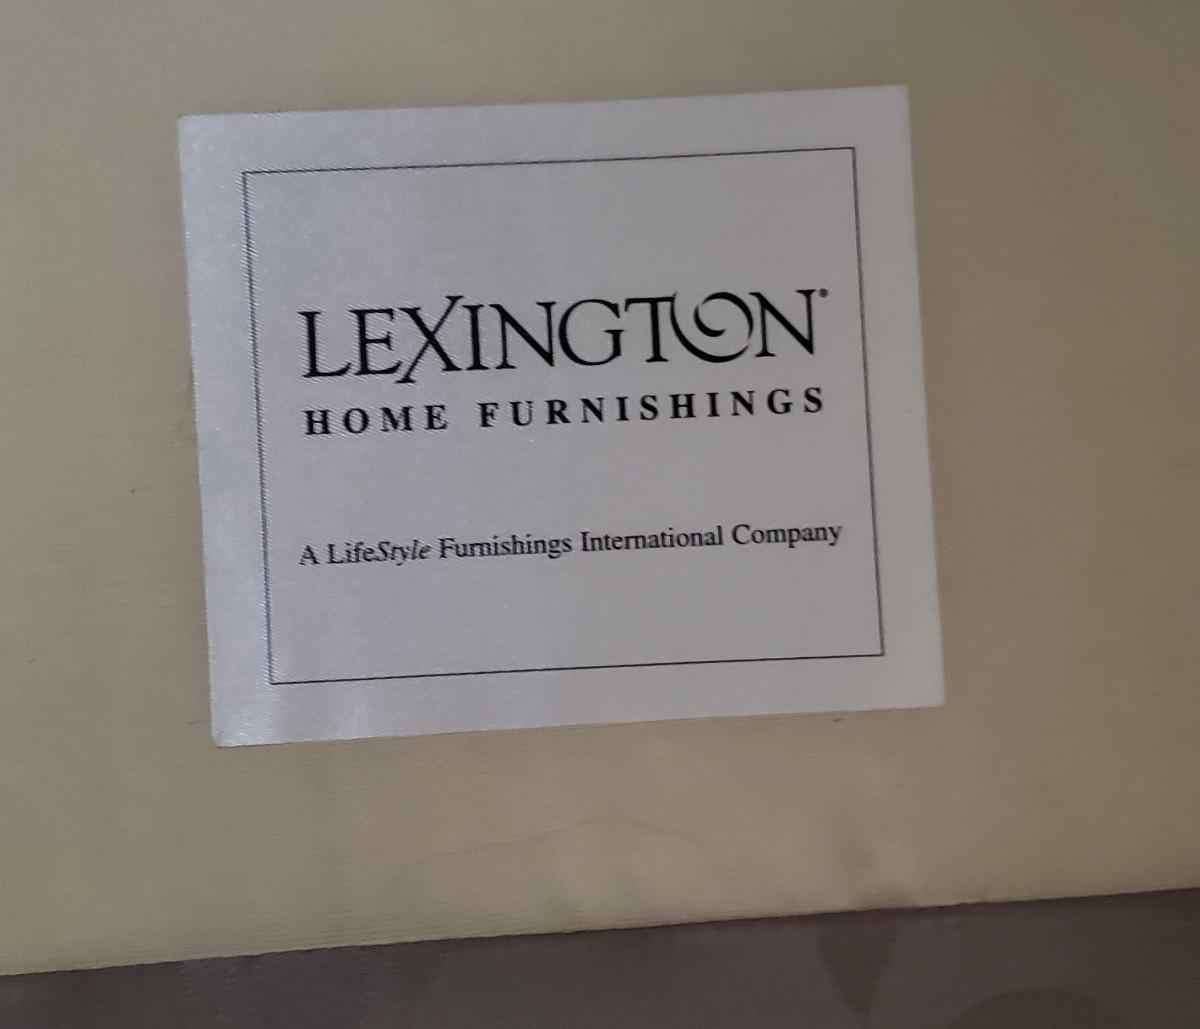 LEXINGTON®
HOME FURNISHINGS
A LifeStyle Furnishings International Company